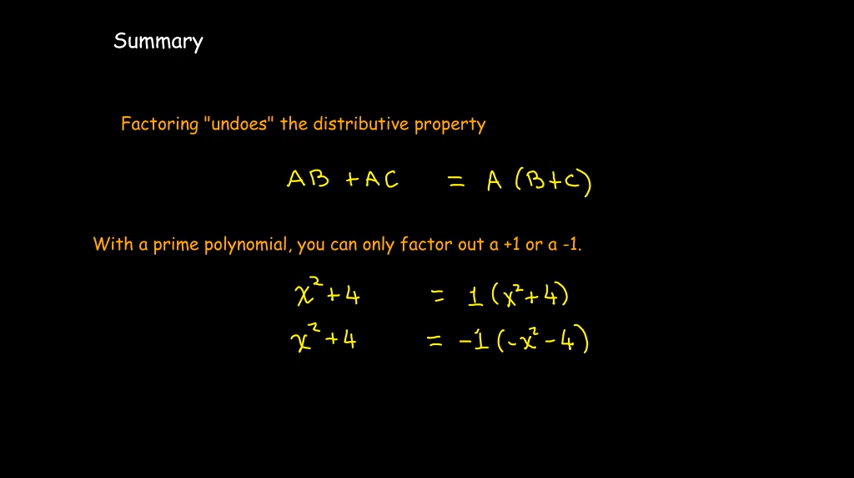 Summary
Factoring "undoes" the distributive property
AB + AC = A (B+C)
With a prime polynomial, you can only factor out a +1 or a -1.
x² + 4 = 1 (x² + 4)
x² + 4 = -1 (-x² - 4)